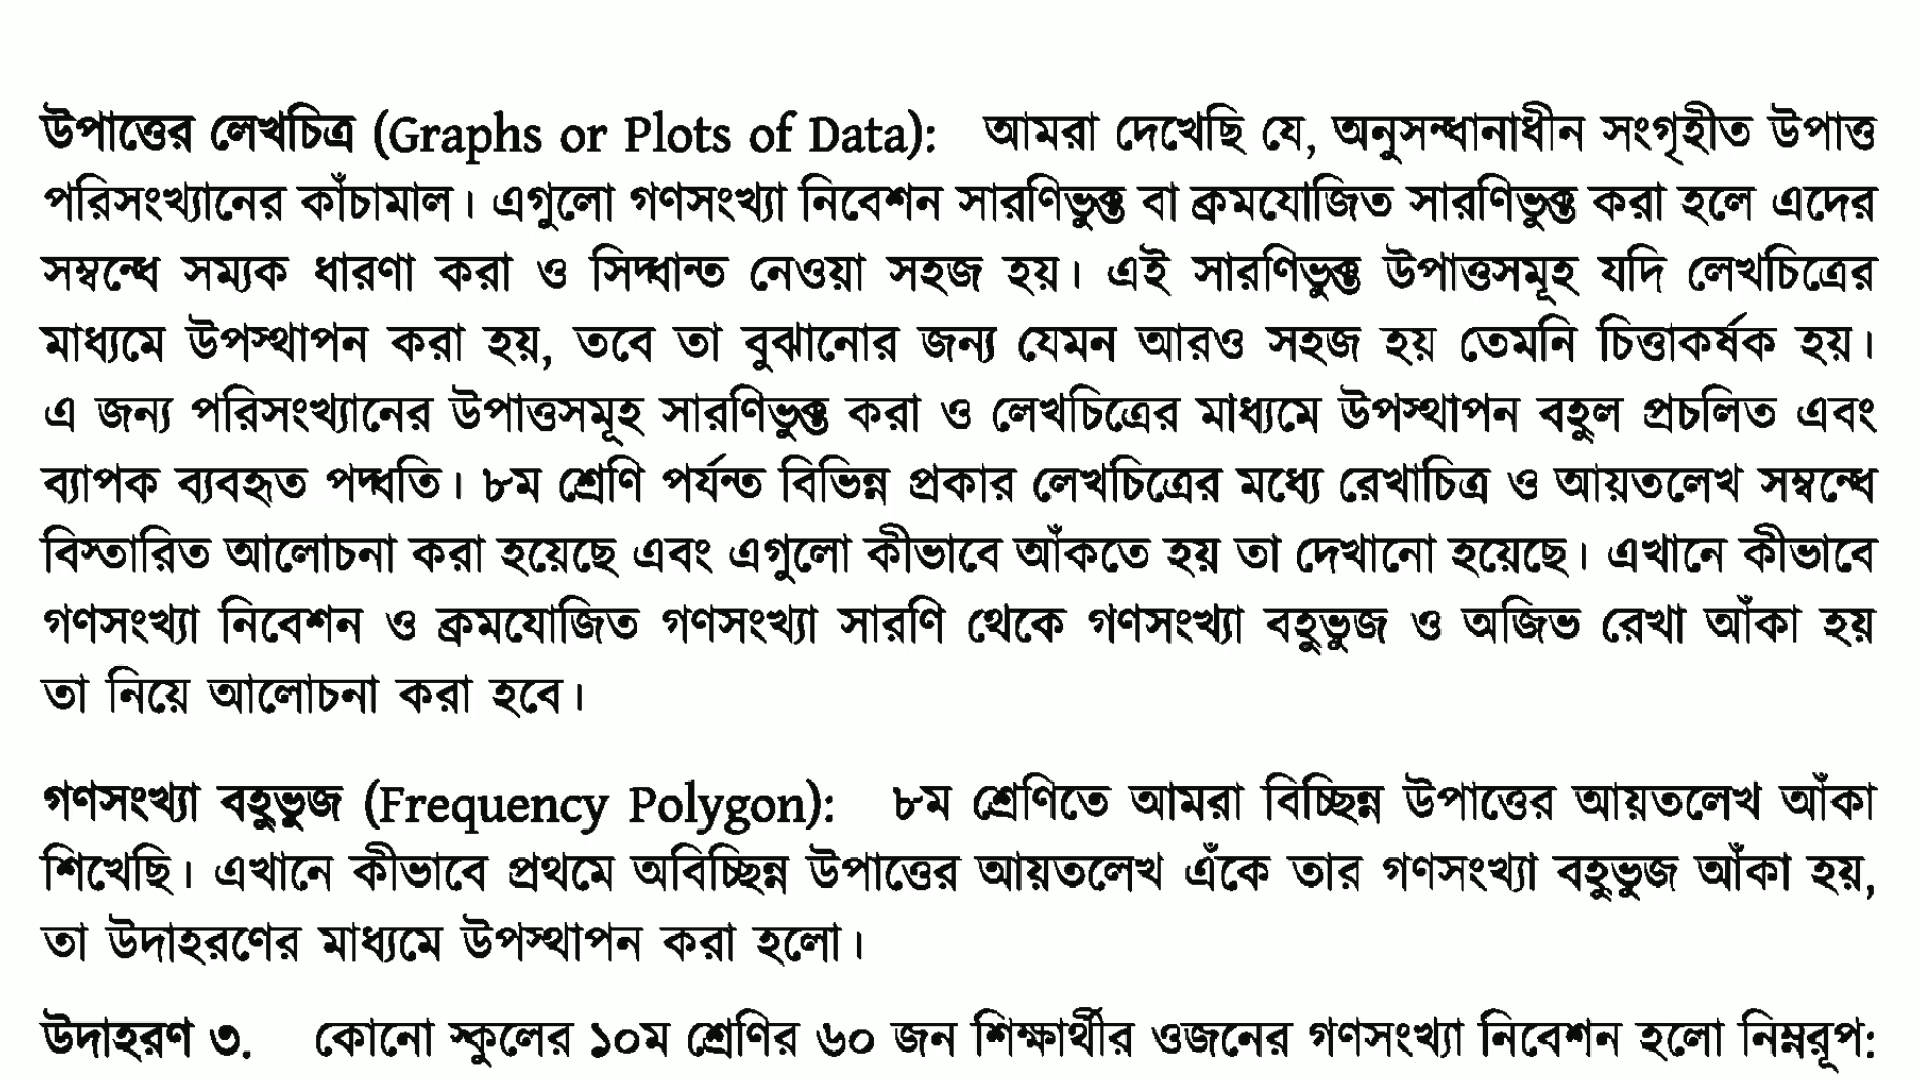 উপাত্তের লেখচিত্র (Graphs or Plots of Data): আমরা দেখেছি যে, অনুসন্ধানাধীন সংগৃহীত উপাত্ত
পরিসংখ্যানের কাঁচামাল। এগুলো গণসংখ্যা নিবেশন সারণিভুক্ত বা ক্রমযোজিত সারণিভুক্ত করা হলে এদের
সম্বন্ধে সম্যক ধারণা করা ও সিদ্ধান্ত নেওয়া সহজ হয়। এই সারণিভুক্ত উপাত্তসমূহ যদি লেখচিত্রের
মাধ্যমে উপস্থাপন করা হয়, তবে তা বুঝানোর জন্য যেমন আরও সহজ হয় তেমনি চিত্তাকর্ষক হয়।
এ জন্য পরিসংখ্যানের উপাত্তসমূহ সারণিভুক্ত করা ও লেখচিত্রের মাধ্যমে উপস্থাপন বহুল প্রচলিত এবং
ব্যাপক ব্যবহৃত পদ্ধতি। ৮ম শ্রেণি পর্যন্ত বিভিন্ন প্রকার লেখচিত্রের মধ্যে রেখাচিত্র ও আয়তলেখ সম্বন্ধে
বিস্তারিত আলোচনা করা হয়েছে এবং এগুলো কীভাবে আঁকতে হয় তা দেখানো হয়েছে। এখানে কীভাবে
গণসংখ্যা নিবেশন ও ক্রমযোজিত গণসংখ্যা সারণি থেকে গণসংখ্যা বহুভুজ ও অজিভ রেখা আঁকা হয়
তা নিয়ে আলোচনা করা হবে।
গণসংখ্যা বহুভুজ (Frequency Polygon): ৮ম শ্রেণিতে আমরা বিচ্ছিন্ন উপাত্তের আয়তলেখ আঁকা
শিখেছি। এখানে কীভাবে প্রথমে অবিচ্ছিন্ন উপাত্তের আয়তলেখ এঁকে তার গণসংখ্যা বহুভুজ আঁকা হয়,
তা উদাহরণের মাধ্যমে উপস্থাপন করা হলো।
উদাহরণ ৩. কোনো স্কুলের ১০ম শ্রেণির ৬০ জন শিক্ষার্থীর ওজনের গণসংখ্যা নিবেশন হলো নিম্নরূপ: